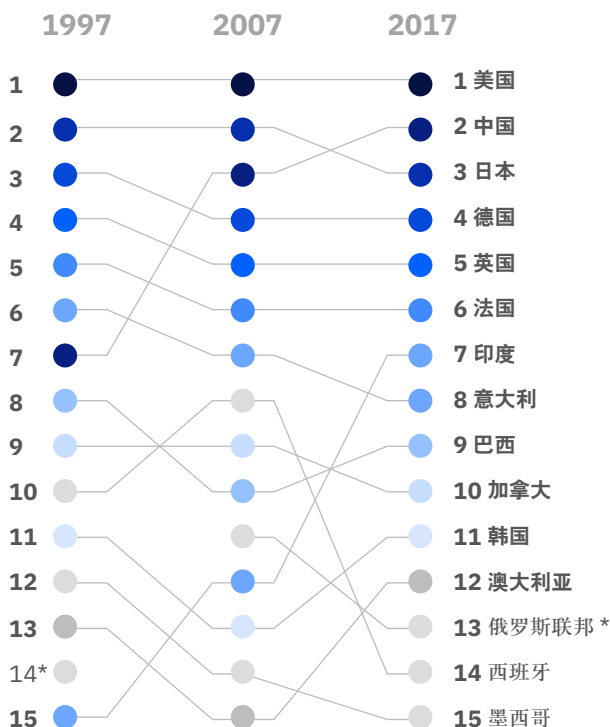 1997 2007 2017
1 1 美国
2 2 中国
3 3 日本
4 4 德国
5 5 英国
6 6 法国
7 7 印度
8 8 意大利
9 9 巴西
10 10 加拿大
11 11 韩国
12 12 澳大利亚
13 13 俄罗斯联邦 *
14* 14 西班牙
15 15 墨西哥